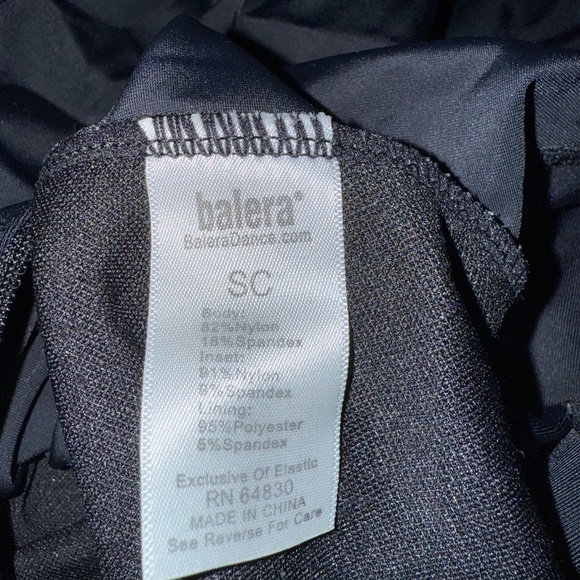 balera®
BaleraDance.com
SC
Body:
82%Nylon
18%Spandex
Inset:
91%Nylon
9%Spandex
Lining:
95%Polyester
5%Spandex
Exclusive Of Elastic
RN 64830
MADE IN CHINA
See Reverse For Care